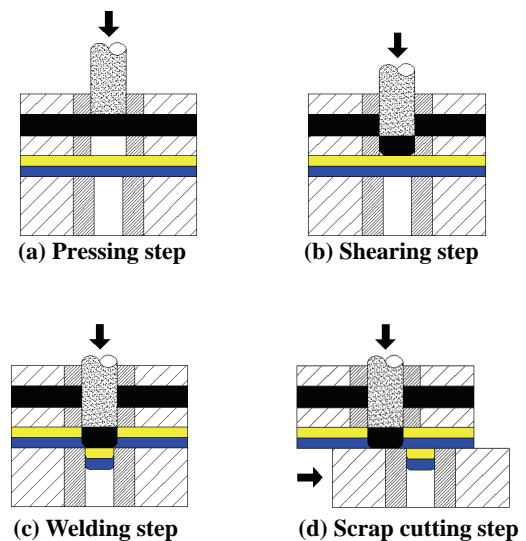 (a) Pressing step
(b) Shearing step
(c) Welding step
(d) Scrap cutting step